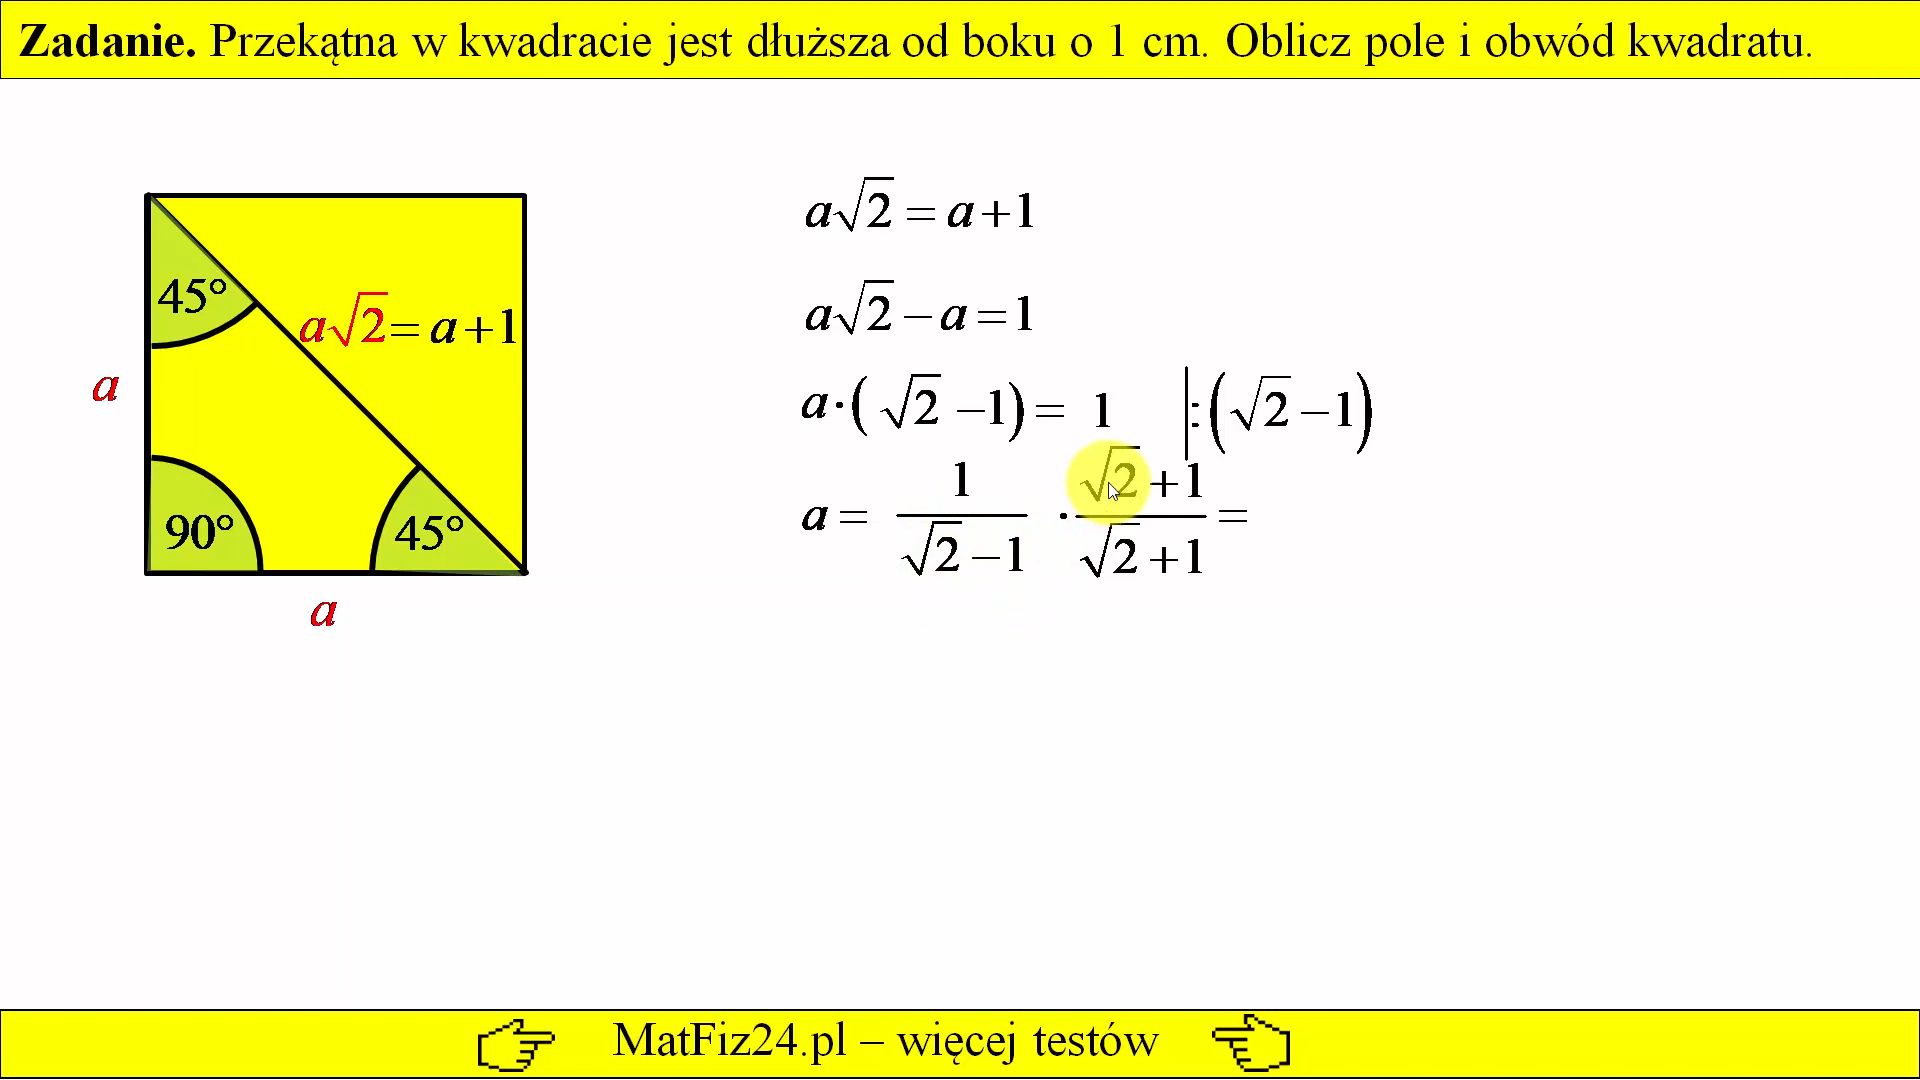 Zadanie. Przekątna w kwadracie jest dłuższa od boku o 1 cm. Oblicz pole i obwód kwadratu.
45°
a√2 = a+1
a
90°
45°
a
a√2 = a+1
a√2 − a = 1
a·(√2 −1) = 1 |:(√2 −1)
a = 1/(√2 −1) · (√2 +1)/(√2 +1) =
MatFiz24.pl – więcej testów